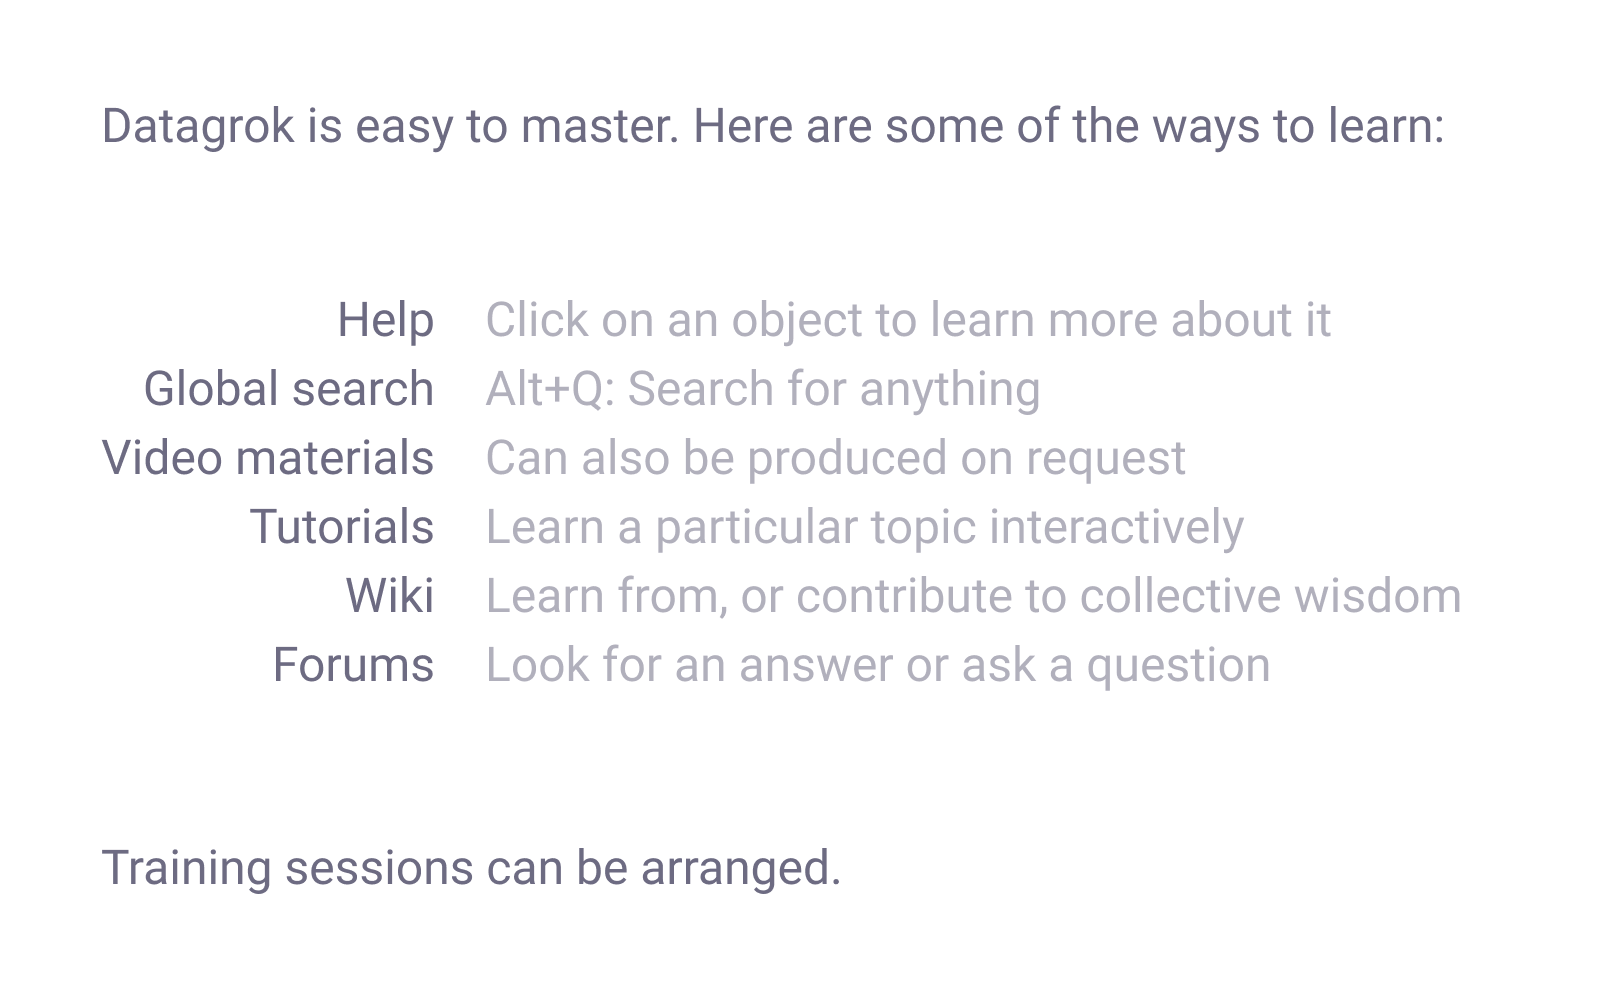 Datagrok is easy to master. Here are some of the ways to learn:
Help Click on an object to learn more about it
Global search Alt+Q: Search for anything
Video materials Can also be produced on request
Tutorials Learn a particular topic interactively
Wiki Learn from, or contribute to collective wisdom
Forums Look for an answer or ask a question
Training sessions can be arranged.